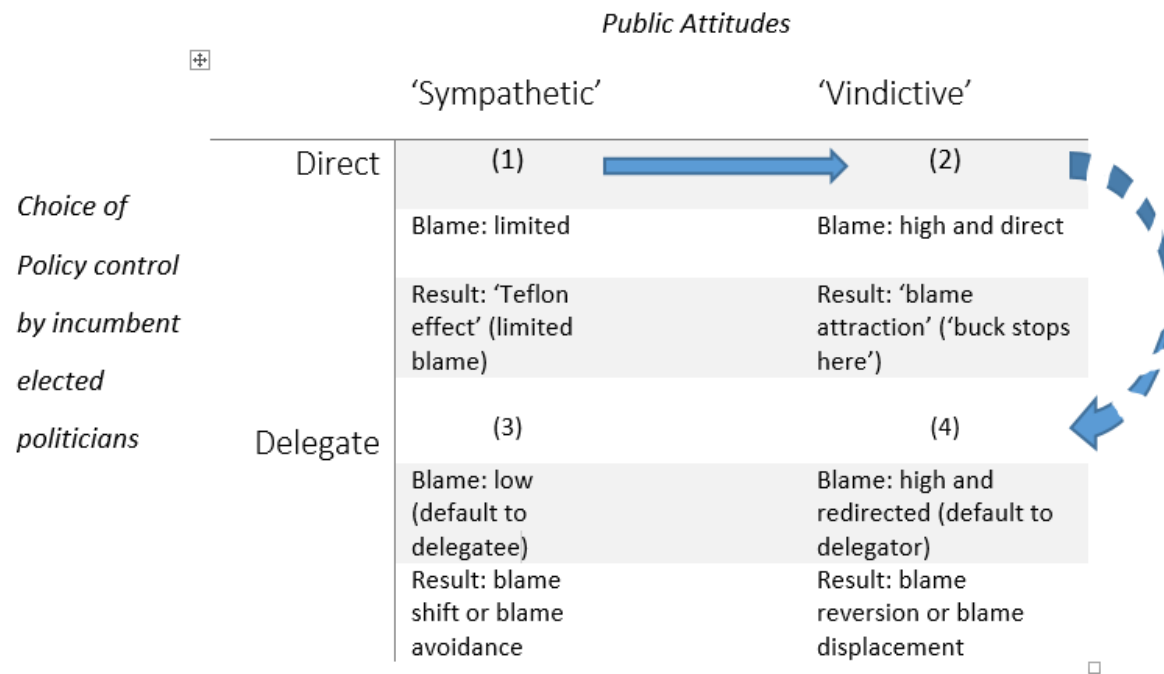 Public Attitudes
‘Sympathetic’ ‘Vindictive’
Choice of
Policy control
by incumbent
elected
politicians
Direct (1) (2)
Blame: limited
Blame: high and direct
Result: ‘Teflon
effect’ (limited
blame)
Result: ‘blame
attraction’ (‘buck stops
here’)
Delegate (3) (4)
Blame: low
(default to
delegatee)
Blame: high and
redirected (default to
delegator)
Result: blame
shift or blame
avoidance
Result: blame
reversion or blame
displacement